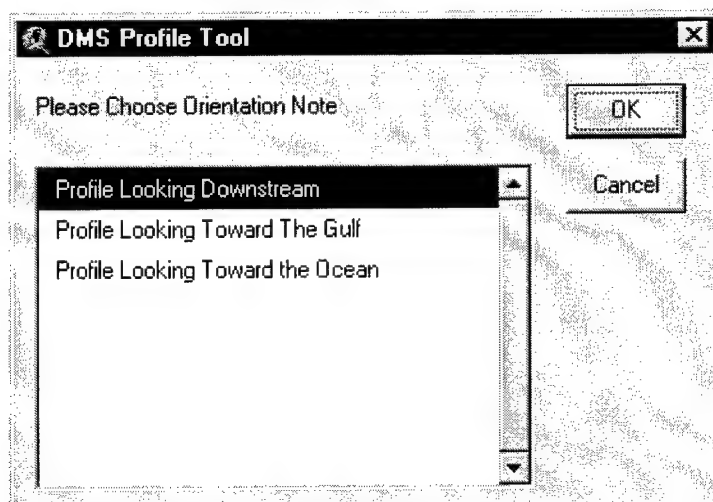 DMS Profile Tool
Please Choose Orientation Note
OK
Profile Looking Downstream
Cancel
Profile Looking Toward The Gulf
Profile Looking Toward the Ocean